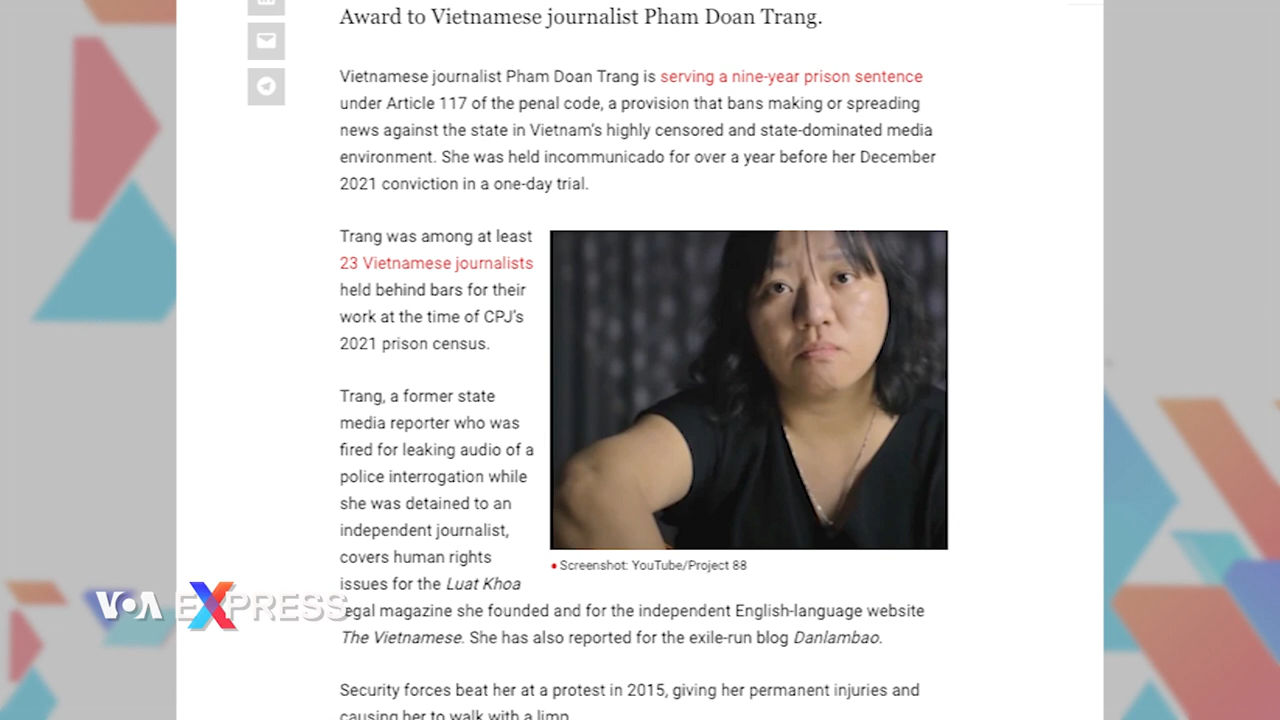 Award to Vietnamese journalist Pham Doan Trang.
Vietnamese journalist Pham Doan Trang is serving a nine-year prison sentence
under Article 117 of the penal code, a provision that bans making or spreading
news against the state in Vietnam's highly censored and state-dominated media
environment. She was held incommunicado for over a year before her December
2021 conviction in a one-day trial.
Trang was among at least
23 Vietnamese journalists
held behind bars for their
work at the time of CPJ's
2021 prison census.
Trang, a former state
media reporter who was
fired for leaking audio of a
police interrogation while
she was detained to an
independent journalist,
covers human rights
issues for the Luat Khoa
legal magazine she founded and for the independent English-language website
The Vietnamese. She has also reported for the exile-run blog Danlambao.
Security forces beat her at a protest in 2015, giving her permanent injuries and
causing her to walk with a limp.
Screenshot: YouTube/Project 88
VOA EXPRESS